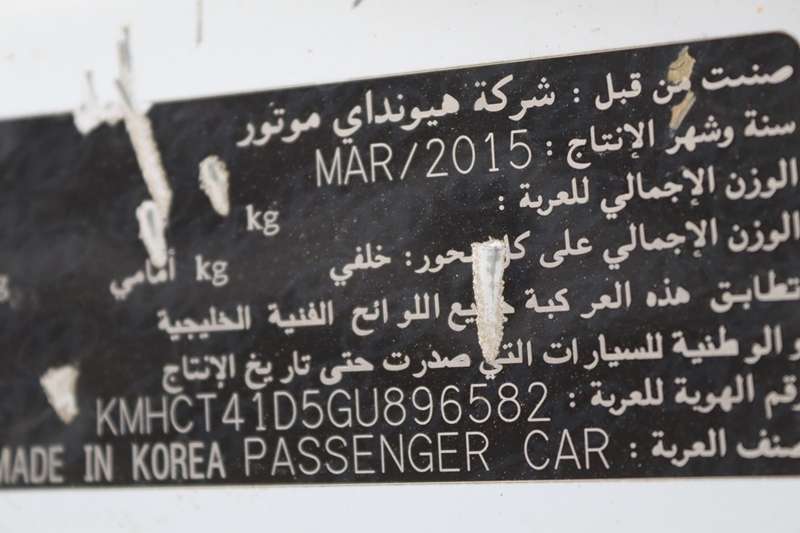 صنعت من قبل : شركة هيونداي موتور
سنة وشهر الإنتاج : MAR/2015
الوزن الإجمالي للعربة : kg
الوزن الإجمالي على كل محور: خلفي kg أمامي
تطابق هذه العركبة جميع اللوائح الفنية الخليجية
والوطنية للسيارات التي صدرت حتى تاريخ الإنتاج
رقم الهوية للعربة : KMHCT41D5GU896582
صنف العربة : PASSENGER CAR MADE IN KOREA